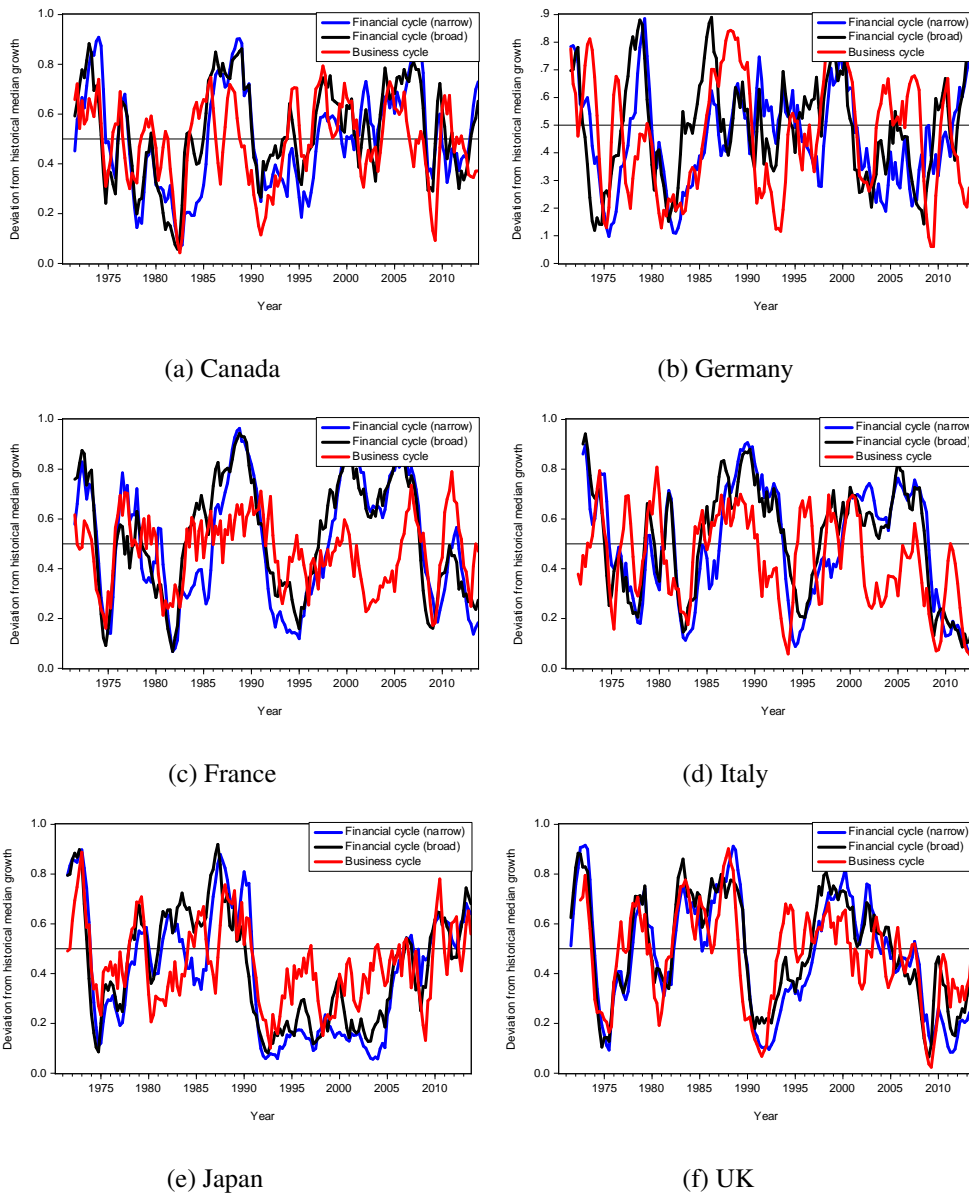 1.0
0.8
0.6
0.4
0.2
0.0
Deviation from historical median growth
Financial cycle (narrow)
Financial cycle (broad)
Business cycle
1975 1980 1985 1990 1995 2000 2005 2010
Year
(a) Canada
.9
.8
.7
.6
.5
.4
.3
.2
.1
.0
Deviation from historical median growth
Financial cycle (narrow)
Financial cycle (broad)
Business cycle
1975 1980 1985 1990 1995 2000 2005 2010
Year
(b) Germany
1.0
0.8
0.6
0.4
0.2
0.0
Deviation from historical median growth
Financial cycle (narrow)
Financial cycle (broad)
Business cycle
1975 1980 1985 1990 1995 2000 2005 2010
Year
(c) France
1.0
0.8
0.6
0.4
0.2
0.0
Deviation from historical median growth
Financial cycle (narrow)
Financial cycle (broad)
Business cycle
1975 1980 1985 1990 1995 2000 2005 2010
Year
(d) Italy
1.0
0.8
0.6
0.4
0.2
0.0
Deviation from historical median growth
Financial cycle (narrow)
Financial cycle (broad)
Business cycle
1975 1980 1985 1990 1995 2000 2005 2010
Year
(e) Japan
1.0
0.8
0.6
0.4
0.2
0.0
Deviation from historical median growth
Financial cycle (narrow)
Financial cycle (broad)
Business cycle
1975 1980 1985 1990 1995 2000 2005 2010
Year
(f) UK